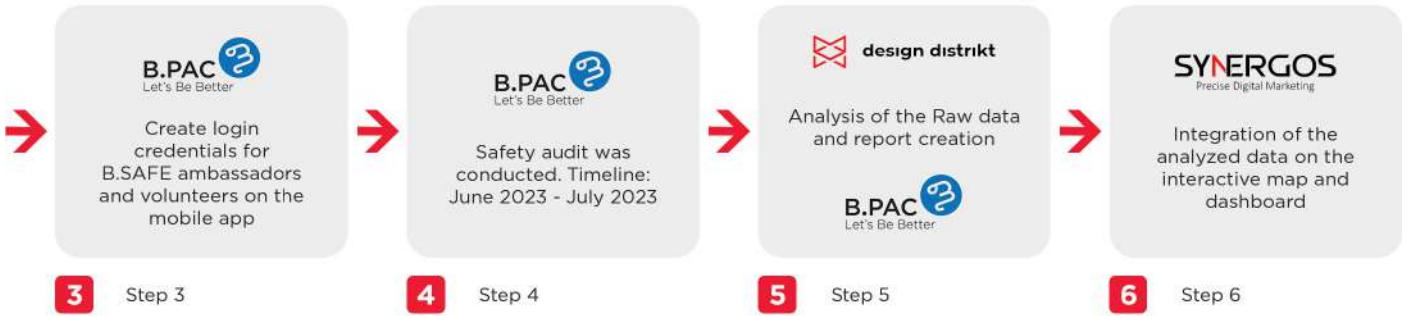 B.PAC
Let's Be Better
Create login
credentials for
B.SAFE ambassadors
and volunteers on the
mobile app
3 Step 3
B.PAC
Let's Be Better
Safety audit was
conducted. Timeline:
June 2023 - July 2023
4 Step 4
design distrikt
Analysis of the Raw data
and report creation
B.PAC
Let's Be Better
5 Step 5
SYNERGOS
Precise Digital Marketing
Integration of the
analyzed data on the
interactive map and
dashboard
6 Step 6